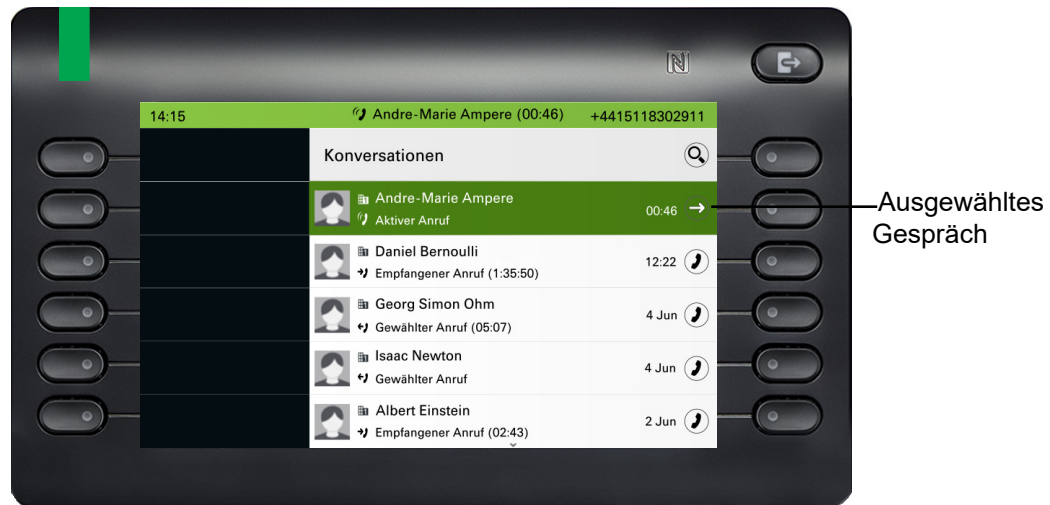 14:15 Andre-Marie Ampere (00:46) +4415118302911
Konversationen
Andre-Marie Ampere
Aktiver Anruf
00:46
Daniel Bernoulli
Empfangener Anruf (1:35:50)
12:22
Georg Simon Ohm
Gewählter Anruf (05:07)
4 Jun
Isaac Newton
Gewählter Anruf
4 Jun
Albert Einstein
Empfangener Anruf (02:43)
2 Jun
Ausgewähltes
Gespräch